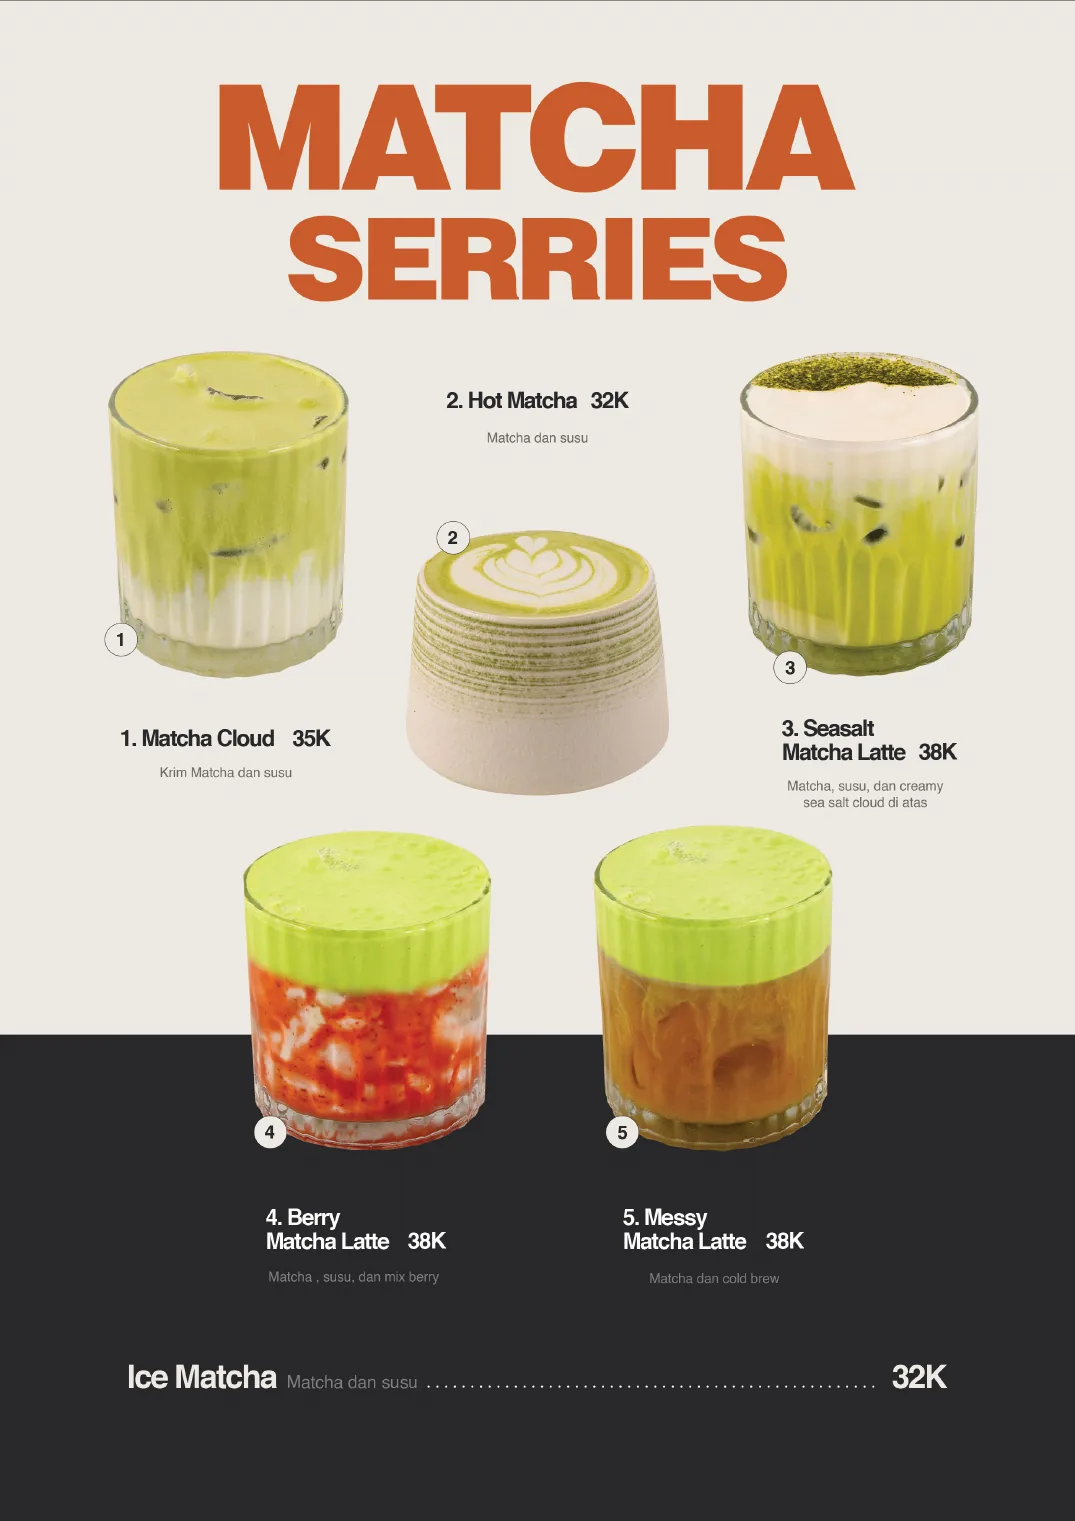 MATCHA
SERRIES
2. Hot Matcha 32K
Matcha dan susu
2
1
3
1. Matcha Cloud 35K
Krim Matcha dan susu
3. Seasalt
Matcha Latte 38K
Matcha, susu, dan creamy
sea salt cloud di atas
4
5
4. Berry
Matcha Latte 38K
Matcha , susu, dan mix berry
5. Messy
Matcha Latte 38K
Matcha dan cold brew
Ice Matcha Matcha dan susu .................................................... 32K